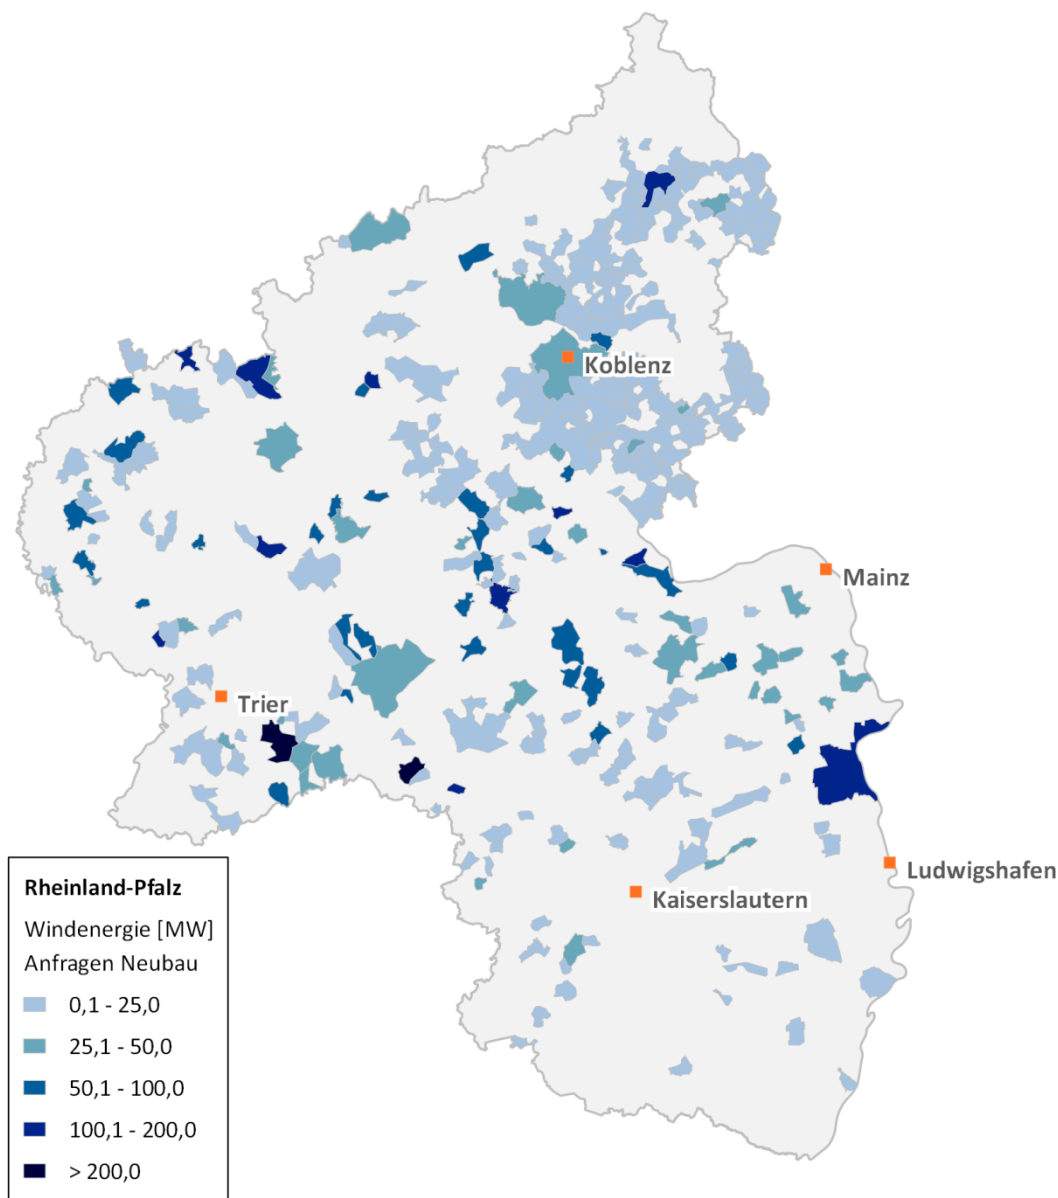 Koblenz
Mainz
Trier
Ludwigshafen
Kaiserslautern
Rheinland-Pfalz
Windenergie [MW]
Anfragen Neubau
0,1 - 25,0
25,1 - 50,0
50,1 - 100,0
100,1 - 200,0
> 200,0